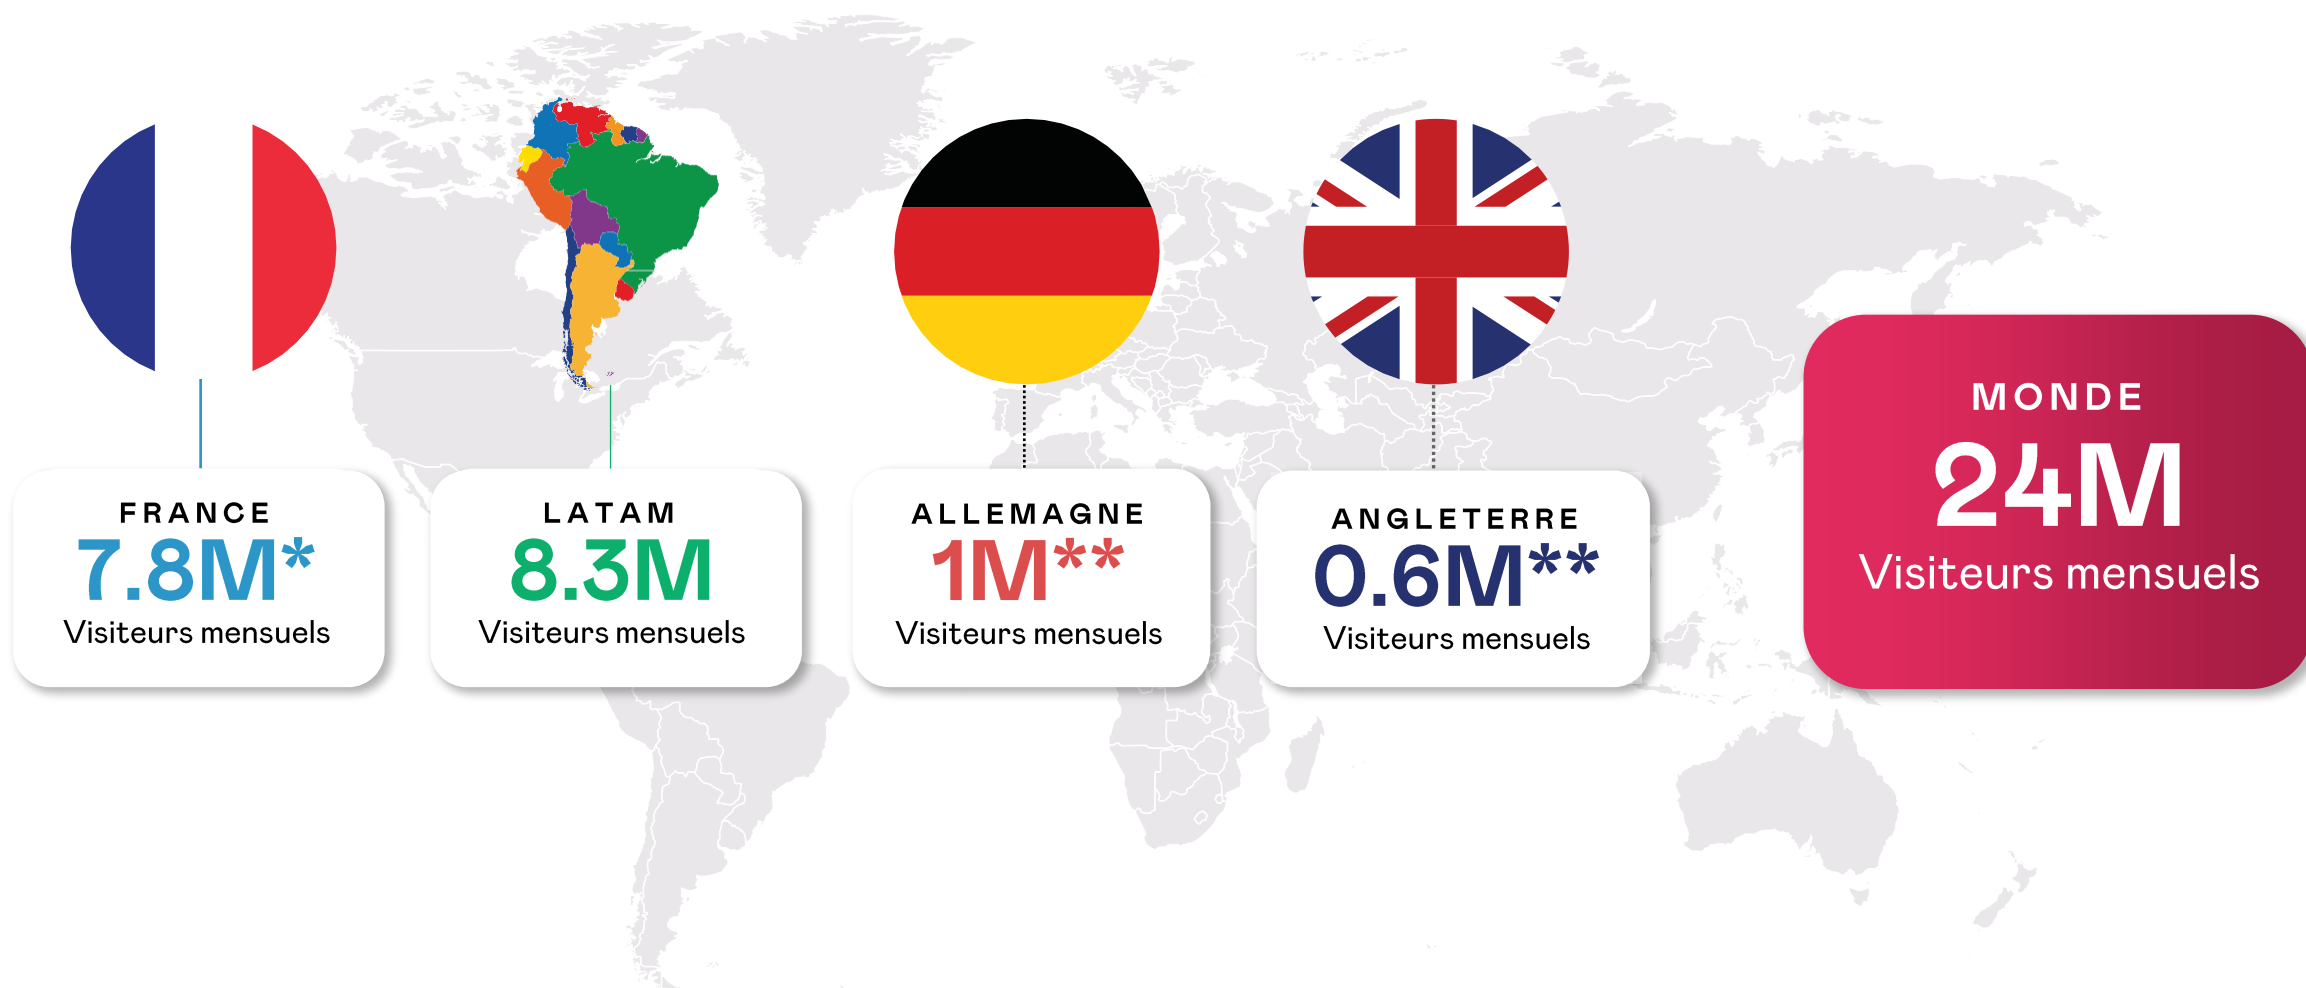 FRANCE
7.8M*
Visiteurs mensuels
LATAM
8.3M
Visiteurs mensuels
ALLEMAGNE
1M**
Visiteurs mensuels
ANGLETERRE
0.6M**
Visiteurs mensuels
MONDE
24M
Visiteurs mensuels